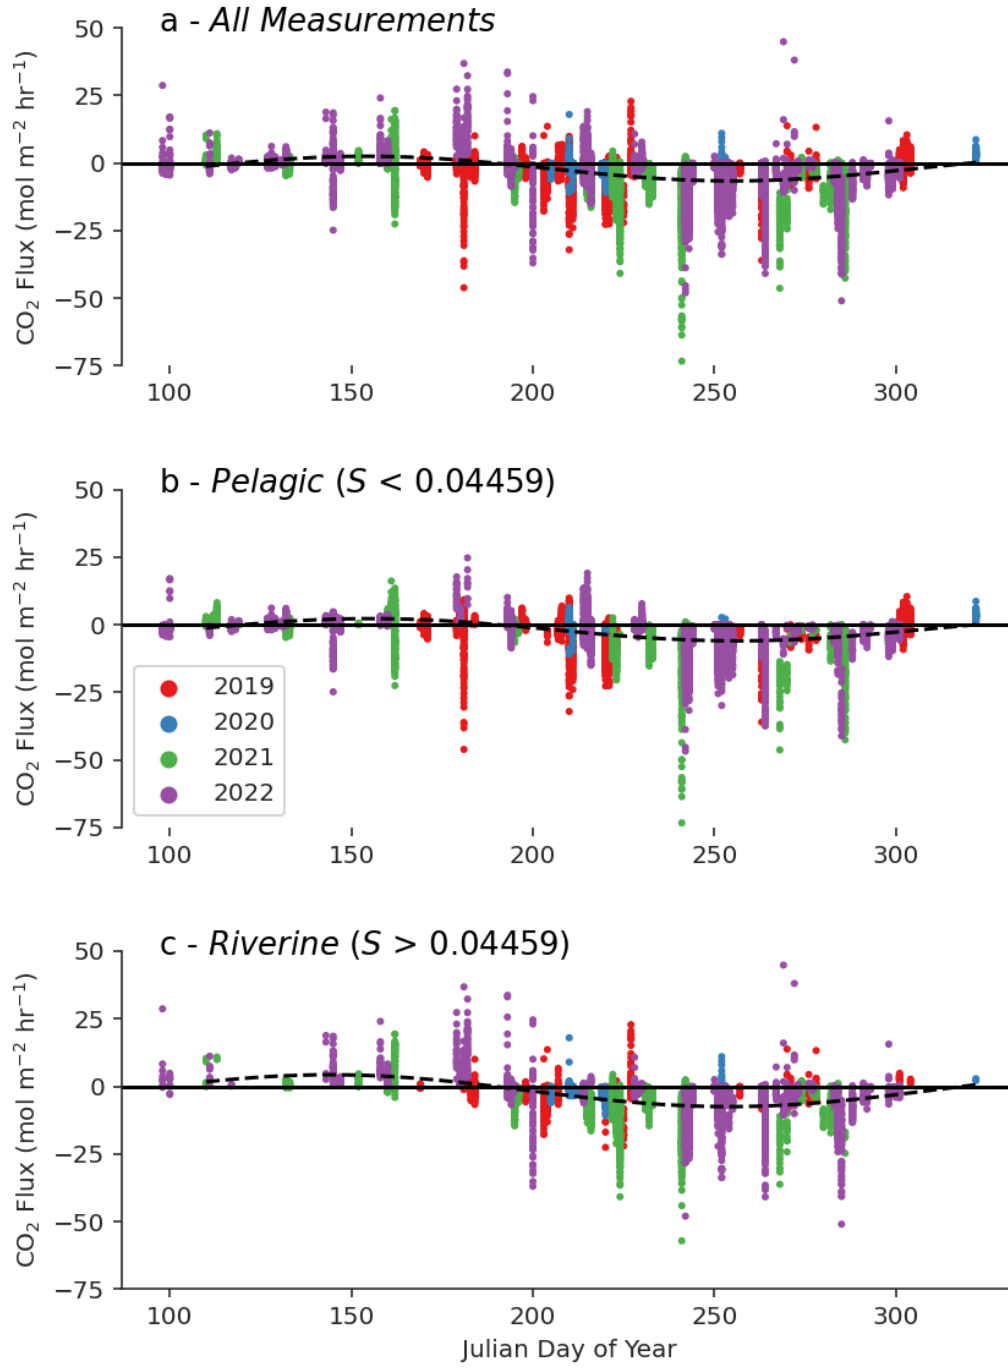 a - All Measurements
50
25
0
−25
−50
−75
CO₂ Flux (mol m⁻² hr⁻¹)
100 150 200 250 300
b - Pelagic (S < 0.04459)
50
25
0
−25
−50
−75
CO₂ Flux (mol m⁻² hr⁻¹)
2019
2020
2021
2022
100 150 200 250 300
c - Riverine (S > 0.04459)
50
25
0
−25
−50
−75
CO₂ Flux (mol m⁻² hr⁻¹)
100 150 200 250 300
Julian Day of Year